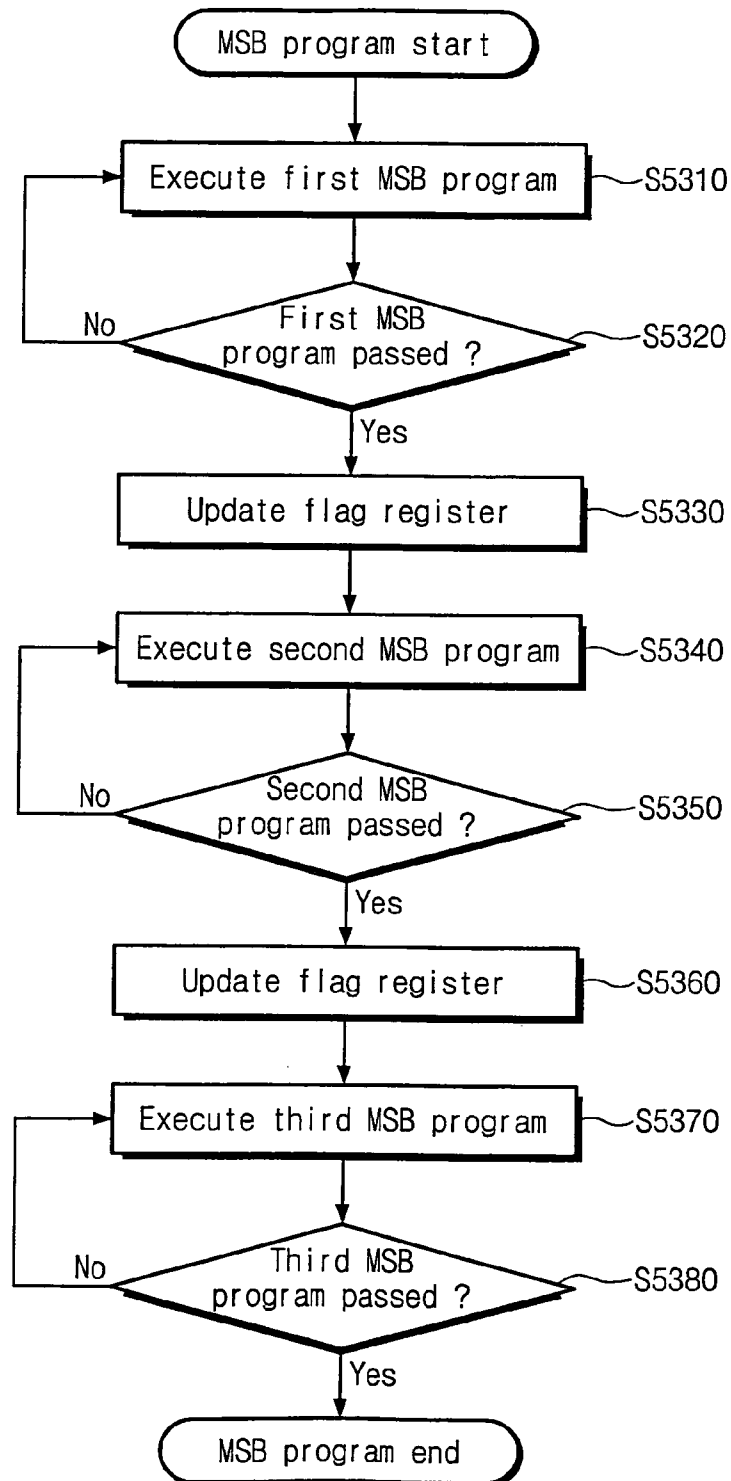 MSB program start
Execute first MSB program
S5310
First MSB
program passed ?
S5320
No
Yes
Update flag register
S5330
Execute second MSB program
S5340
Second MSB
program passed ?
S5350
No
Yes
Update flag register
S5360
Execute third MSB program
S5370
Third MSB
program passed ?
S5380
No
Yes
MSB program end